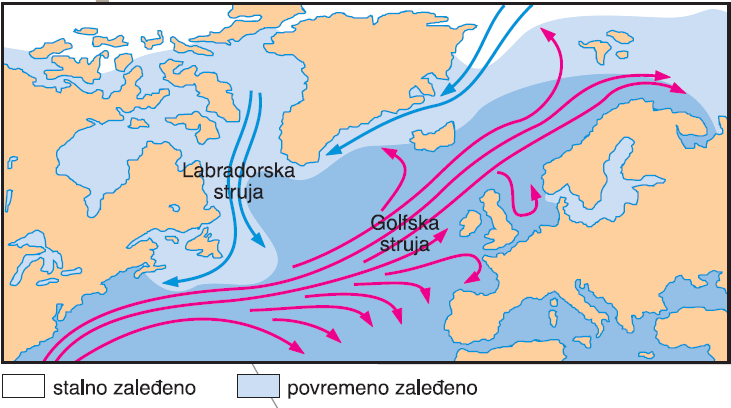 Labradorska
struja
Golfska
struja
stalno zaleđeno
povremeno zaleđeno